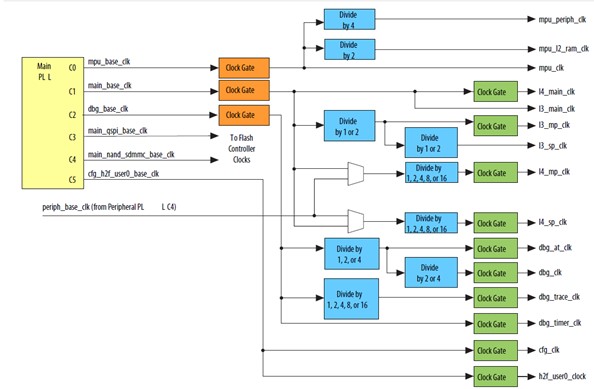 Divide
by 4
mpu_periph_clk
Divide
by 2
mpu_l2_ram_clk
Main
PL L
C0
mpu_base_clk
Clock Gate
mpu_clk
C1
main_base_clk
Clock Gate
Clock Gate
l4_main_clk
l3_main_clk
C2
dbg_base_clk
Clock Gate
Divide
by 1 or 2
Clock Gate
l3_mp_clk
C3
main_qspi_base_clk
To Flash
Controller
Clocks
Divide
by 1 or 2
l3_sp_clk
C4
main_nand_sdmmc_base_clk
C5
cfg_h2f_user0_base_clk
Divide by
1, 2, 4, 8, or 16
Clock Gate
l4_mp_clk
periph_base_clk (from Peripheral PL L C4)
Divide by
1, 2, 4, 8, or 16
Clock Gate
l4_sp_clk
Divide by
1, 2, or 4
Clock Gate
dbg_at_clk
Divide
by 2 or 4
Clock Gate
dbg_clk
Divide by
1, 2, 4, 8, or 16
Clock Gate
dbg_trace_clk
Clock Gate
dbg_timer_clk
Clock Gate
cfg_clk
Clock Gate
h2f_user0_clock